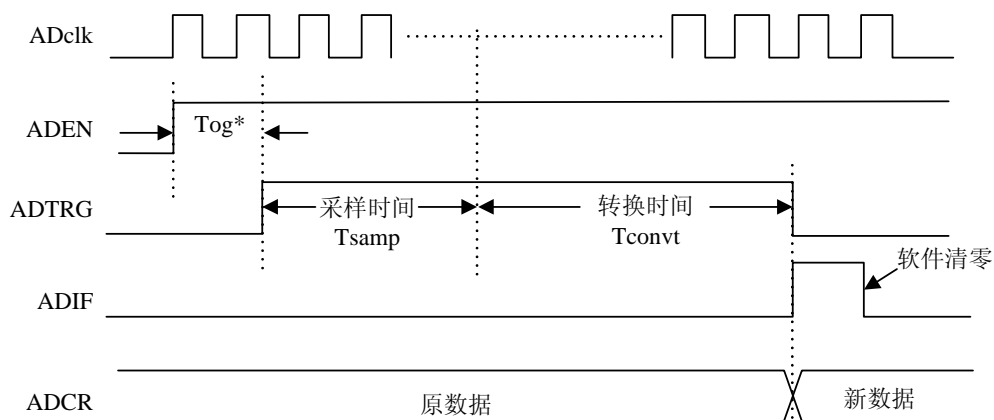 ADclk
ADEN
Tog*
ADTRG
采样时间
Tsamp
转换时间
Tconvt
软件清零
ADIF
ADCR
原数据
新数据